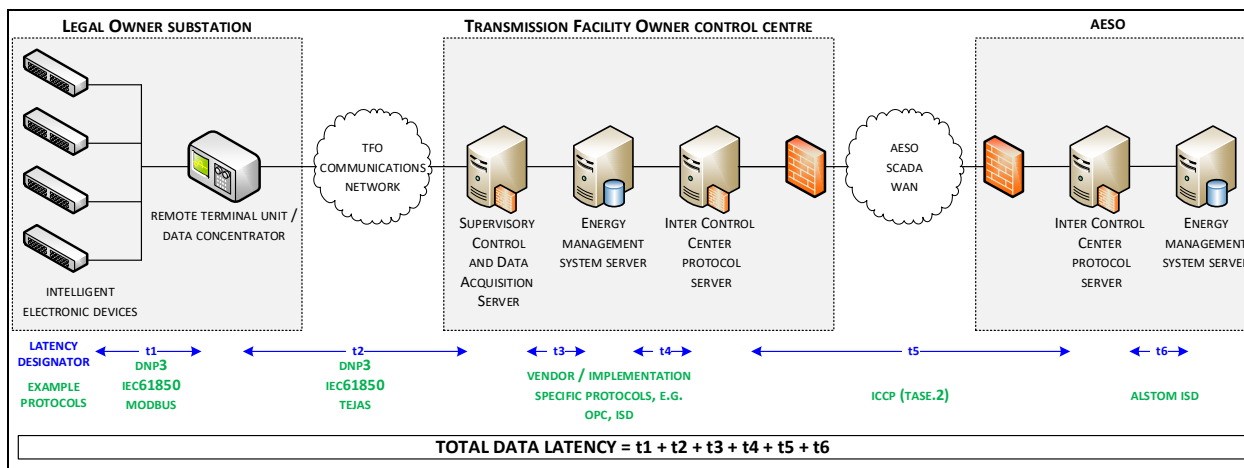 LEGAL OWNER SUBSTATION
TRANSMISSION FACILITY OWNER CONTROL CENTRE
AESO
TFO
COMMUNICATIONS
NETWORK
AESO
SCADA
WAN
REMOTE TERMINAL UNIT /
DATA CONCENTRATOR
INTELLIGENT
ELECTRONIC DEVICES
SUPERVISORY
CONTROL
AND DATA
ACQUISITION
SERVER
ENERGY
MANAGEMENT
SYSTEM SERVER
INTER CONTROL
CENTER
PROTOCOL
SERVER
INTER CONTROL
CENTER
PROTOCOL
SERVER
ENERGY
MANAGEMENT
SYSTEM SERVER
LATENCY
DESIGNATOR
t1
t2
t3
t4
t5
t6
EXAMPLE
PROTOCOLS
DNP3
IEC61850
MODBUS
DNP3
IEC61850
TEJAS
VENDOR / IMPLEMENTATION
SPECIFIC PROTOCOLS, E.G.
OPC, ISD
ICCP (TASE.2)
ALSTOM ISD
TOTAL DATA LATENCY = t1 + t2 + t3 + t4 + t5 + t6